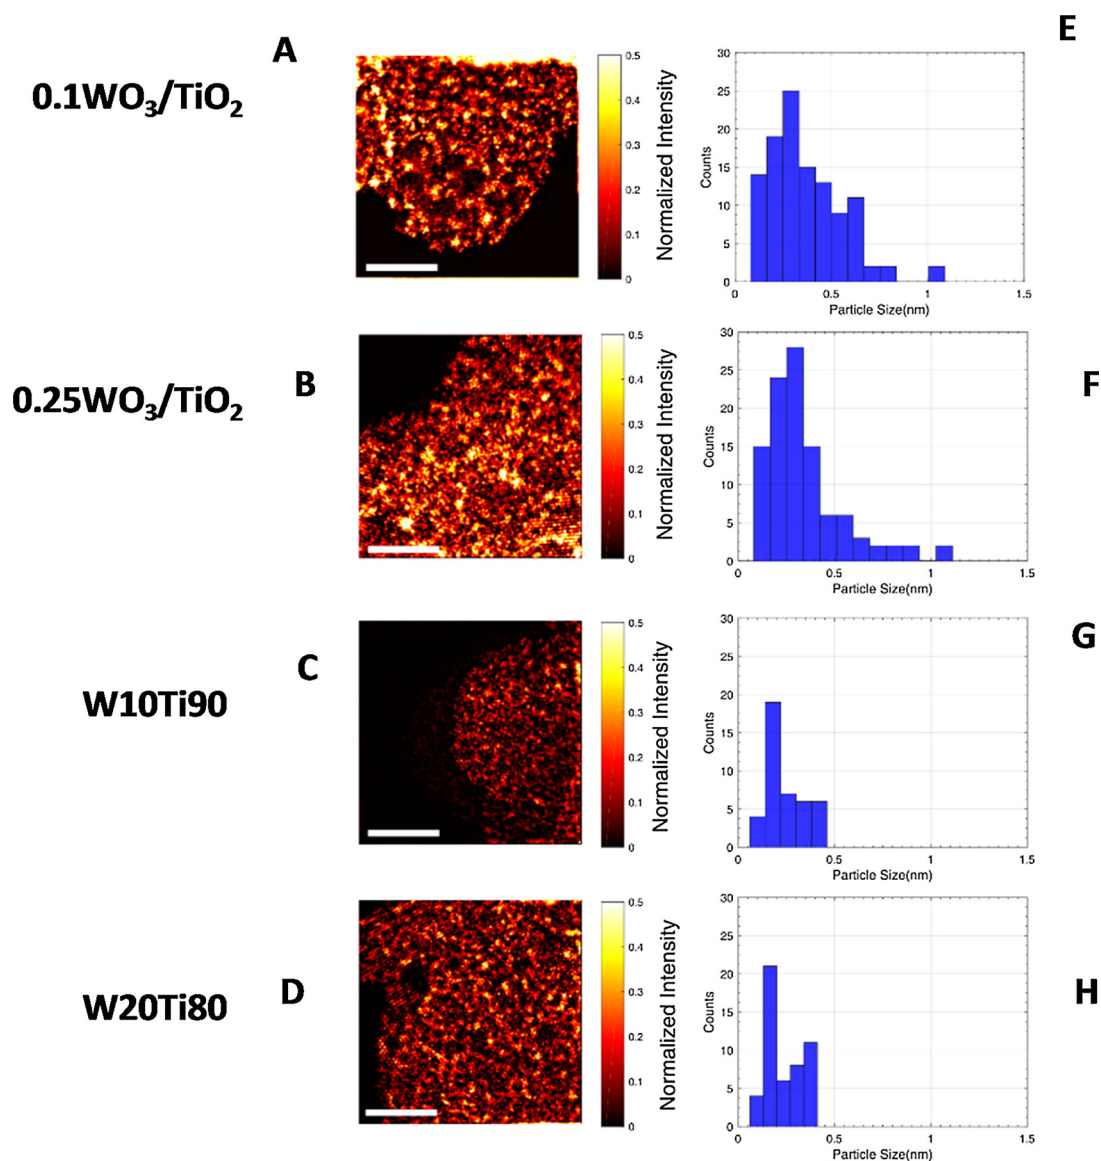 A
E
0.1WO₃/TiO₂
0.5
0.4
0.3
0.2
0.1
0
Normalized Intensity
30
25
20
15
10
5
0
Counts
0 0.5 1 1.5
Particle Size(nm)
0.25WO₃/TiO₂
B
F
0.5
0.4
0.3
0.2
0.1
0
Normalized Intensity
30
25
20
15
10
5
0
Counts
0 0.5 1 1.5
Particle Size(nm)
W10Ti90
C
G
0.5
0.4
0.3
0.2
0.1
0
Normalized Intensity
30
25
20
15
10
5
0
Counts
0 0.5 1 1.5
Particle Size(nm)
W20Ti80
D
H
0.5
0.4
0.3
0.2
0.1
0
Normalized Intensity
30
25
20
15
10
5
0
Counts
0 0.5 1 1.5
Particle Size(nm)